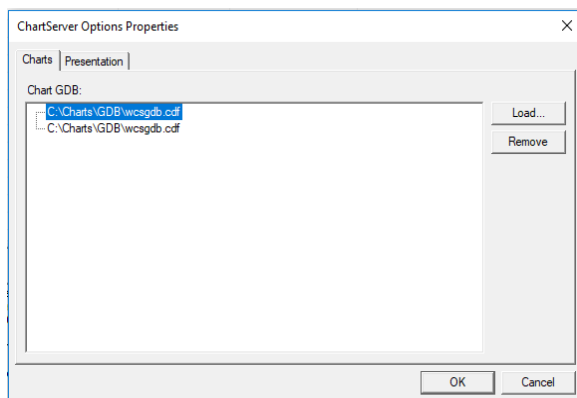 ChartServer Options Properties
Charts Presentation
Chart GDB:
C:\Charts\GDB\wcsgdb.cdf
C:\Charts\GDB\wcsgdb.cdf
Load...
Remove
OK Cancel